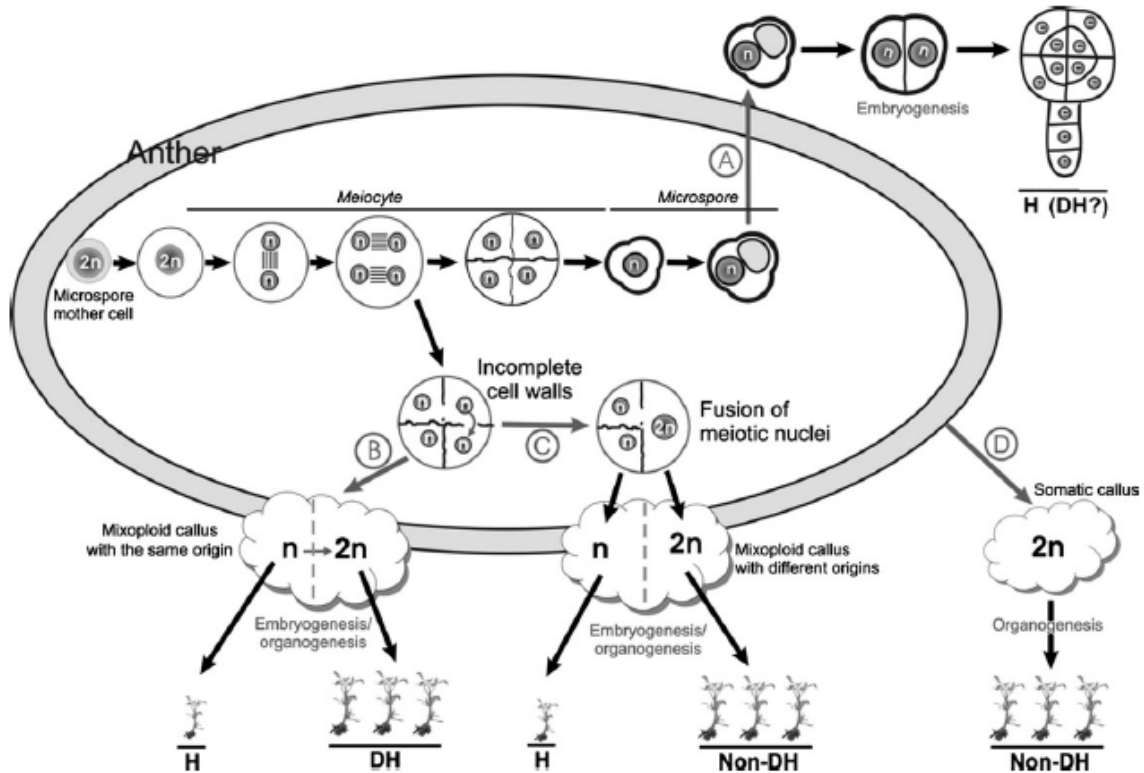 n
n
n
Embryogenesis
H (DH?)
A
Anther
Meiocyte
Microspore
2n
2n
n
n
n
n
n
n
n
n
n
n
n
n
Microspore
mother cell
Incomplete
cell walls
n
n
n
n
n
n
2n
Fusion of
meiotic nuclei
B
C
D
Somatic callus
Mixoploid callus
with the same origin
n
2n
n
2n
Mixoploid callus
with different origins
2n
Embryogenesis/
organogenesis
Embryogenesis/
organogenesis
Organogenesis
H
DH
H
Non-DH
Non-DH